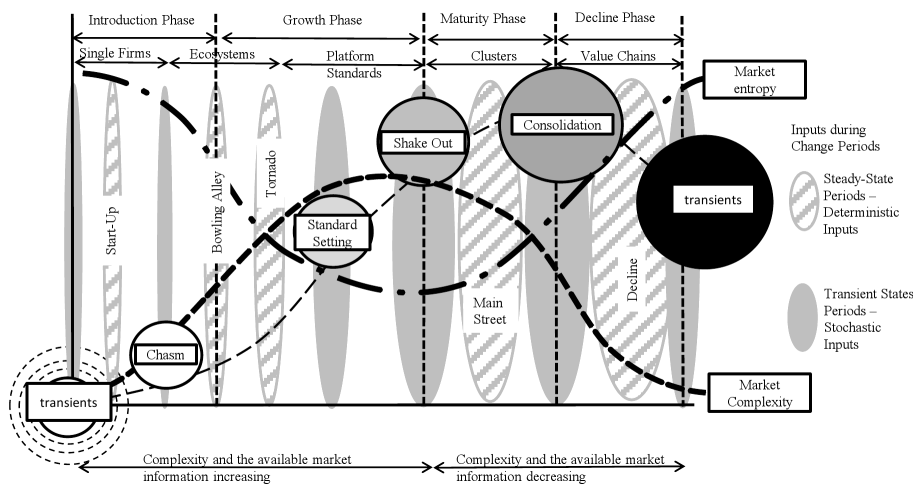 Introduction Phase
Growth Phase
Maturity Phase
Decline Phase
Single Firms
Ecosystems
Platform
Standards
Clusters
Value Chains
Market
entropy
Shake Out
Consolidation
Inputs during
Change Periods
Start-Up
Bowling Alley
Tornado
Standard
Setting
transients
Steady-State
Periods –
Deterministic
Inputs
Main
Street
Decline
Transient States
Periods –
Stochastic
Inputs
Chasm
transients
Market
Complexity
Complexity and the available market
information increasing
Complexity and the available market
information decreasing